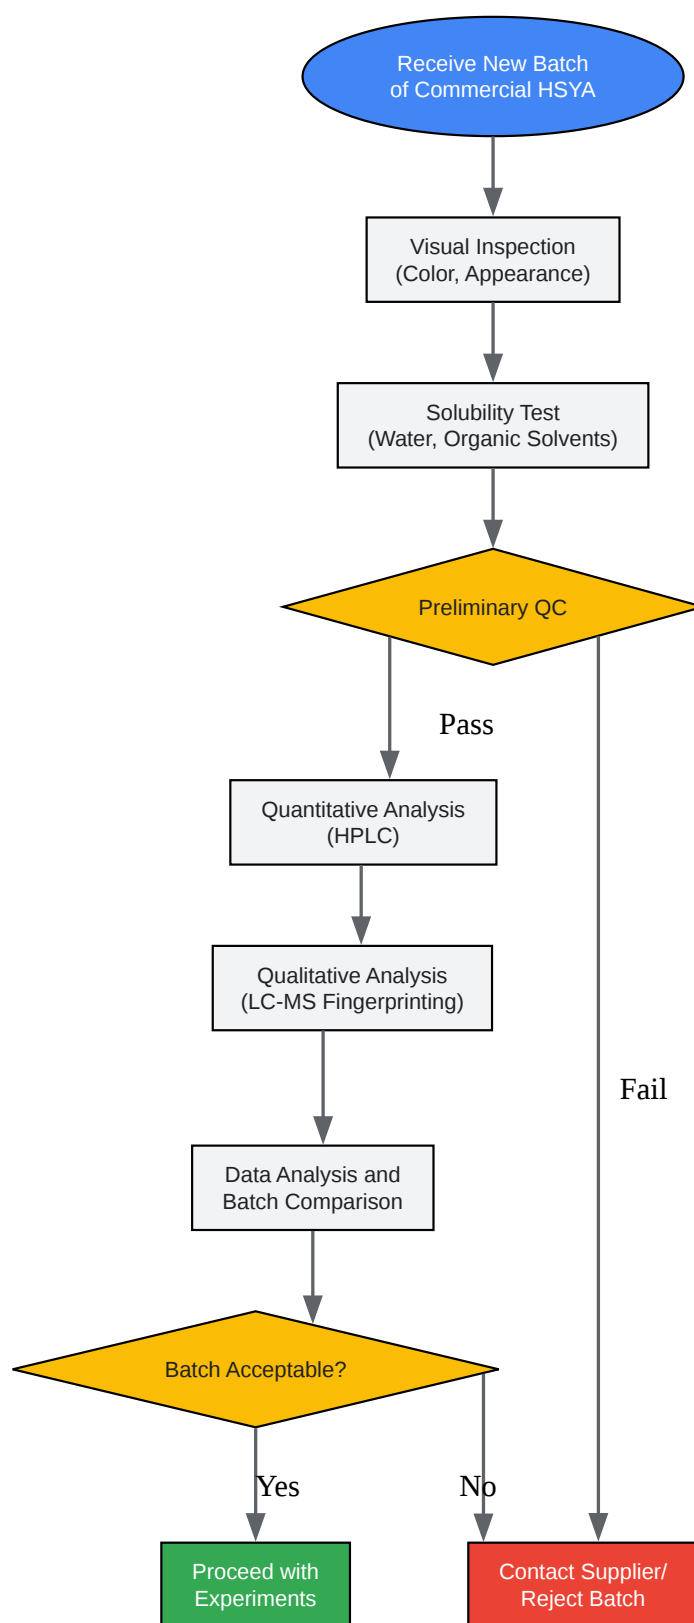 Receive New Batch
of Commercial HSYA
Visual Inspection
(Color, Appearance)
Solubility Test
(Water, Organic Solvents)
Preliminary QC
Pass
Quantitative Analysis
(HPLC)
Qualitative Analysis
(LC-MS Fingerprinting)
Fail
Data Analysis and
Batch Comparison
Batch Acceptable?
Yes
No
Proceed with
Experiments
Contact Supplier/
Reject Batch